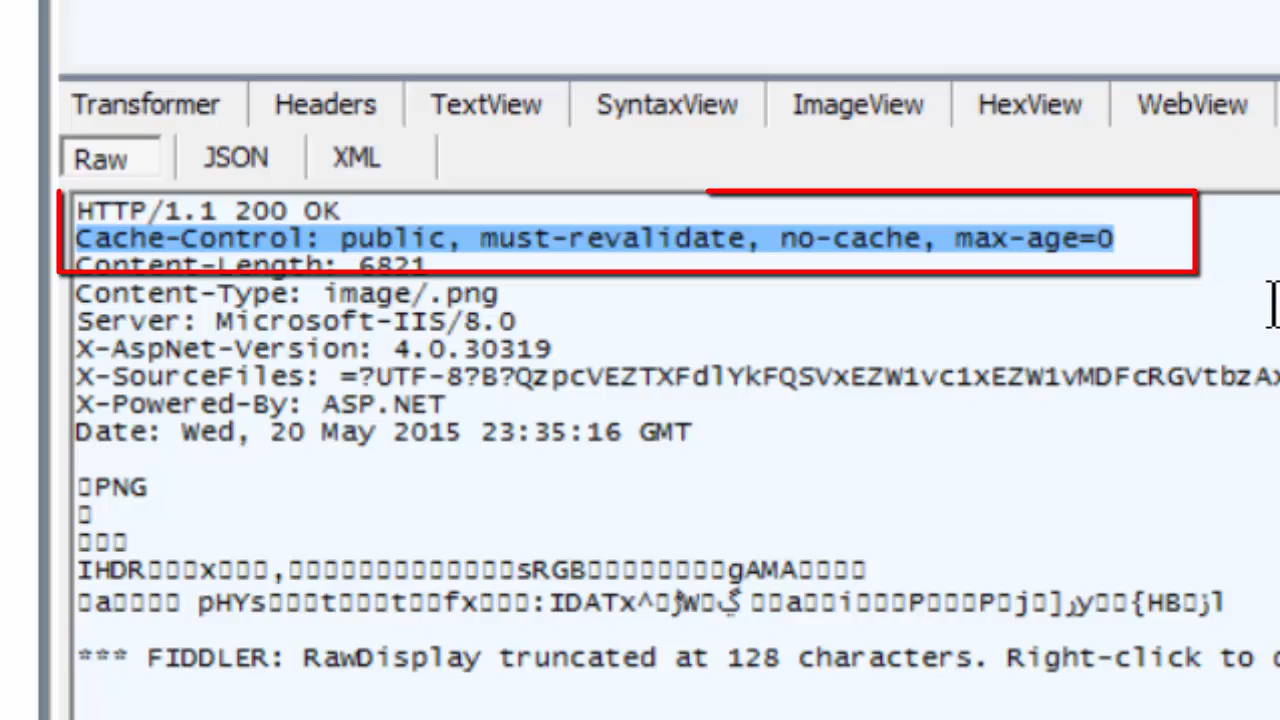 Transformer Headers TextView SyntaxView ImageView HexView WebView
Raw JSON XML
HTTP/1.1 200 OK
Cache-Control: public, must-revalidate, no-cache, max-age=0
Content-Length: 6821
Content-Type: image/.png
Server: Microsoft-IIS/8.0
X-AspNet-Version: 4.0.30319
X-SourceFiles:
X-Powered-By: ASP.NET
Date: Wed, 20 May 2015 23:35:16 GMT
PNG
IHDR x , sRGB gAMA
a pHYs t t fx :IDATx^
*** FIDDLER: RawDisplay truncated at 128 characters. Right-click to